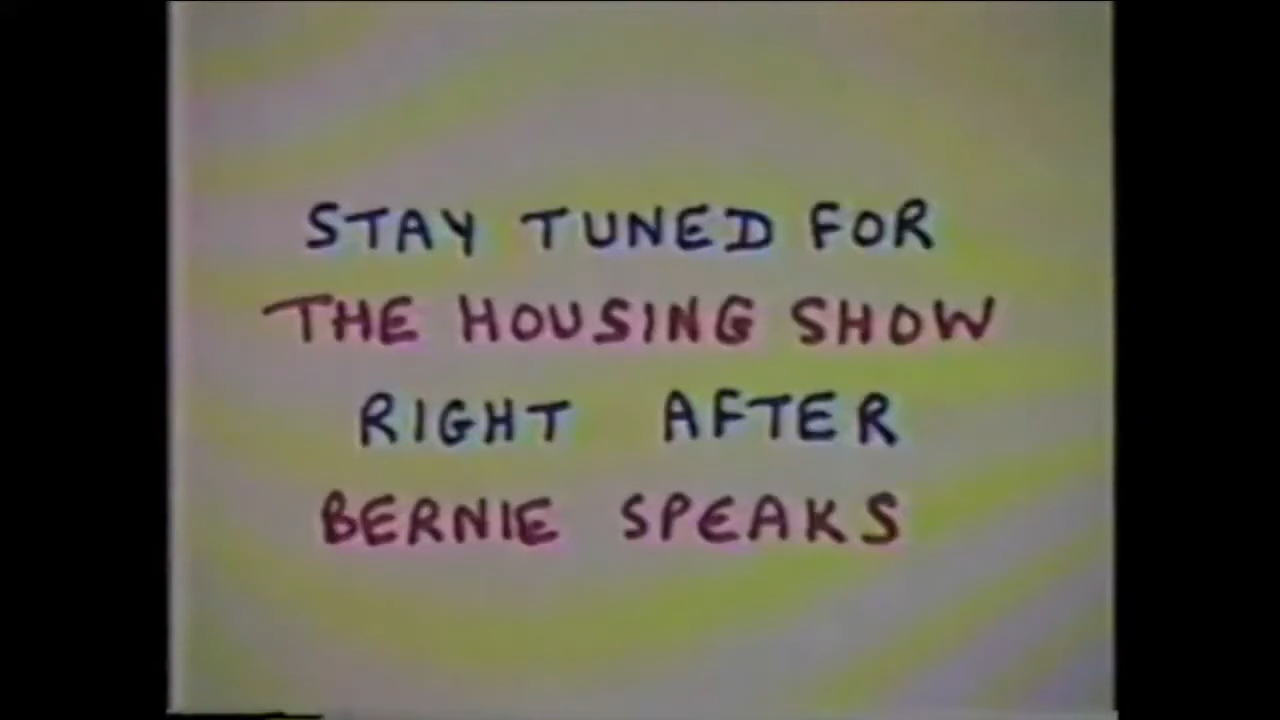 STAY TUNED FOR
THE HOUSING SHOW
RIGHT AFTER
BERNIE SPEAKS